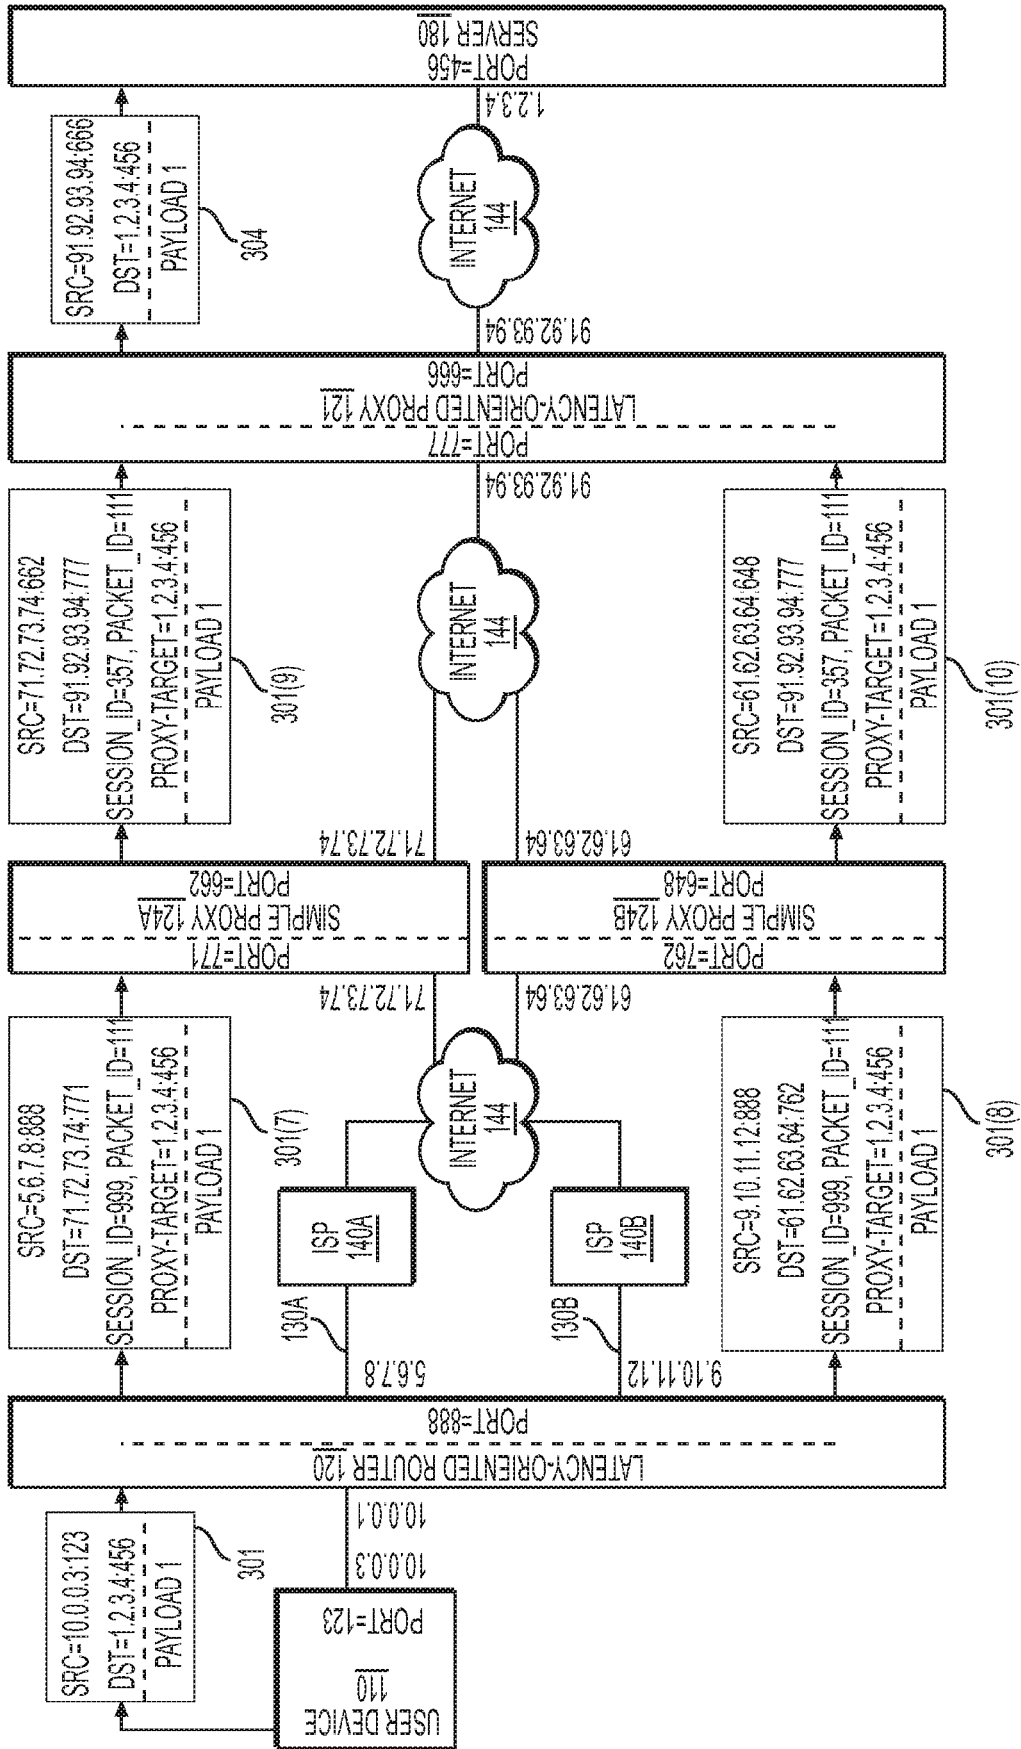 SRC=10.0.0.3:123
DST=1.2.3.4:456
PAYLOAD 1
301
USER DEVICE
110
PORT=123
10.0.0.3
10.0.0.1
LATENCY-ORIENTED ROUTER 120
PORT=888
SRC=5.6.7.8:888
DST=71.72.73.74:771
SESSION_ID=999, PACKET_ID=111
PROXY-TARGET=1.2.3.4:456
PAYLOAD 1
301(7)
5.6.7.8
130A
ISP
140A
9.10.11.12
130B
ISP
140B
INTERNET
144
SRC=9.10.11.12:888
DST=61.62.63.64:762
SESSION_ID=999, PACKET_ID=111
PROXY-TARGET=1.2.3.4:456
PAYLOAD 1
301(8)
71.72.73.74
61.62.63.64
PORT=771
SIMPLE PROXY 124A
PORT=662
PORT=762
SIMPLE PROXY 124B
PORT=648
71.72.73.74
61.62.63.64
SRC=71.72.73.74:662
DST=91.92.93.94:777
SESSION_ID=357, PACKET_ID=111
PROXY-TARGET=1.2.3.4:456
PAYLOAD 1
301(9)
INTERNET
144
SRC=61.62.63.64:648
DST=91.92.93.94:777
SESSION_ID=357, PACKET_ID=111
PROXY-TARGET=1.2.3.4:456
PAYLOAD 1
301(10)
91.92.93.94
PORT=777
LATENCY-ORIENTED PROXY 121
PORT=666
91.92.93.94
SRC=91.92.93.94:666
DST=1.2.3.4:456
PAYLOAD 1
304
INTERNET
144
1.2.3.4
PORT=456
SERVER 180